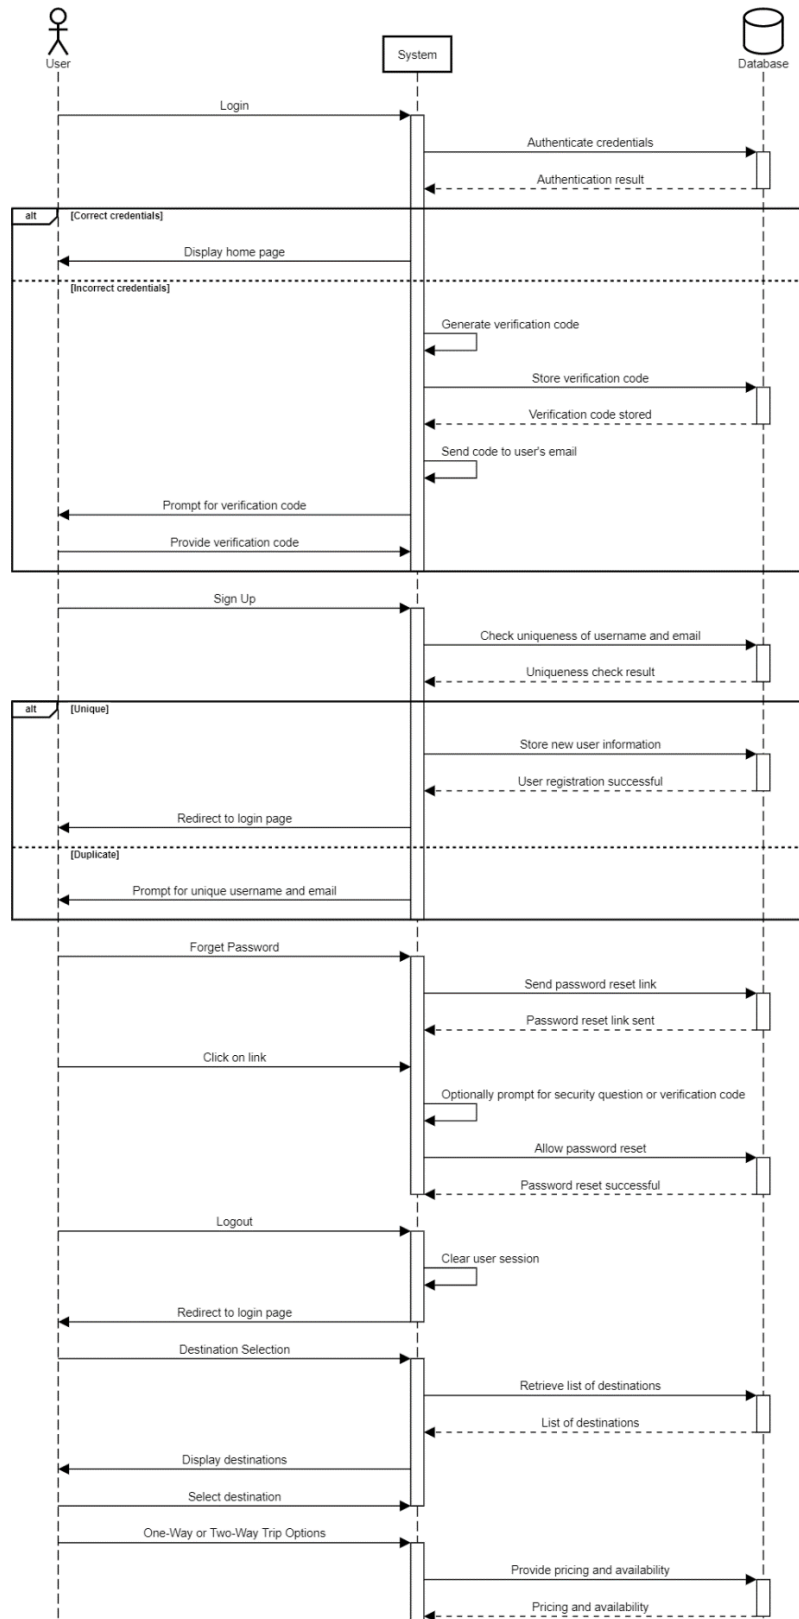 User
System
Database
Login
Authenticate credentials
Authentication result
alt
[Correct credentials]
Display home page
[Incorrect credentials]
Generate verification code
Store verification code
Verification code stored
Send code to user's email
Prompt for verification code
Provide verification code
Sign Up
Check uniqueness of username and email
Uniqueness check result
alt
[Unique]
Store new user information
User registration successful
Redirect to login page
[Duplicate]
Prompt for unique username and email
Forget Password
Send password reset link
Password reset link sent
Click on link
Optionally prompt for security question or verification code
Allow password reset
Password reset successful
Logout
Clear user session
Redirect to login page
Destination Selection
Retrieve list of destinations
List of destinations
Display destinations
Select destination
One-Way or Two-Way Trip Options
Provide pricing and availability
Pricing and availability